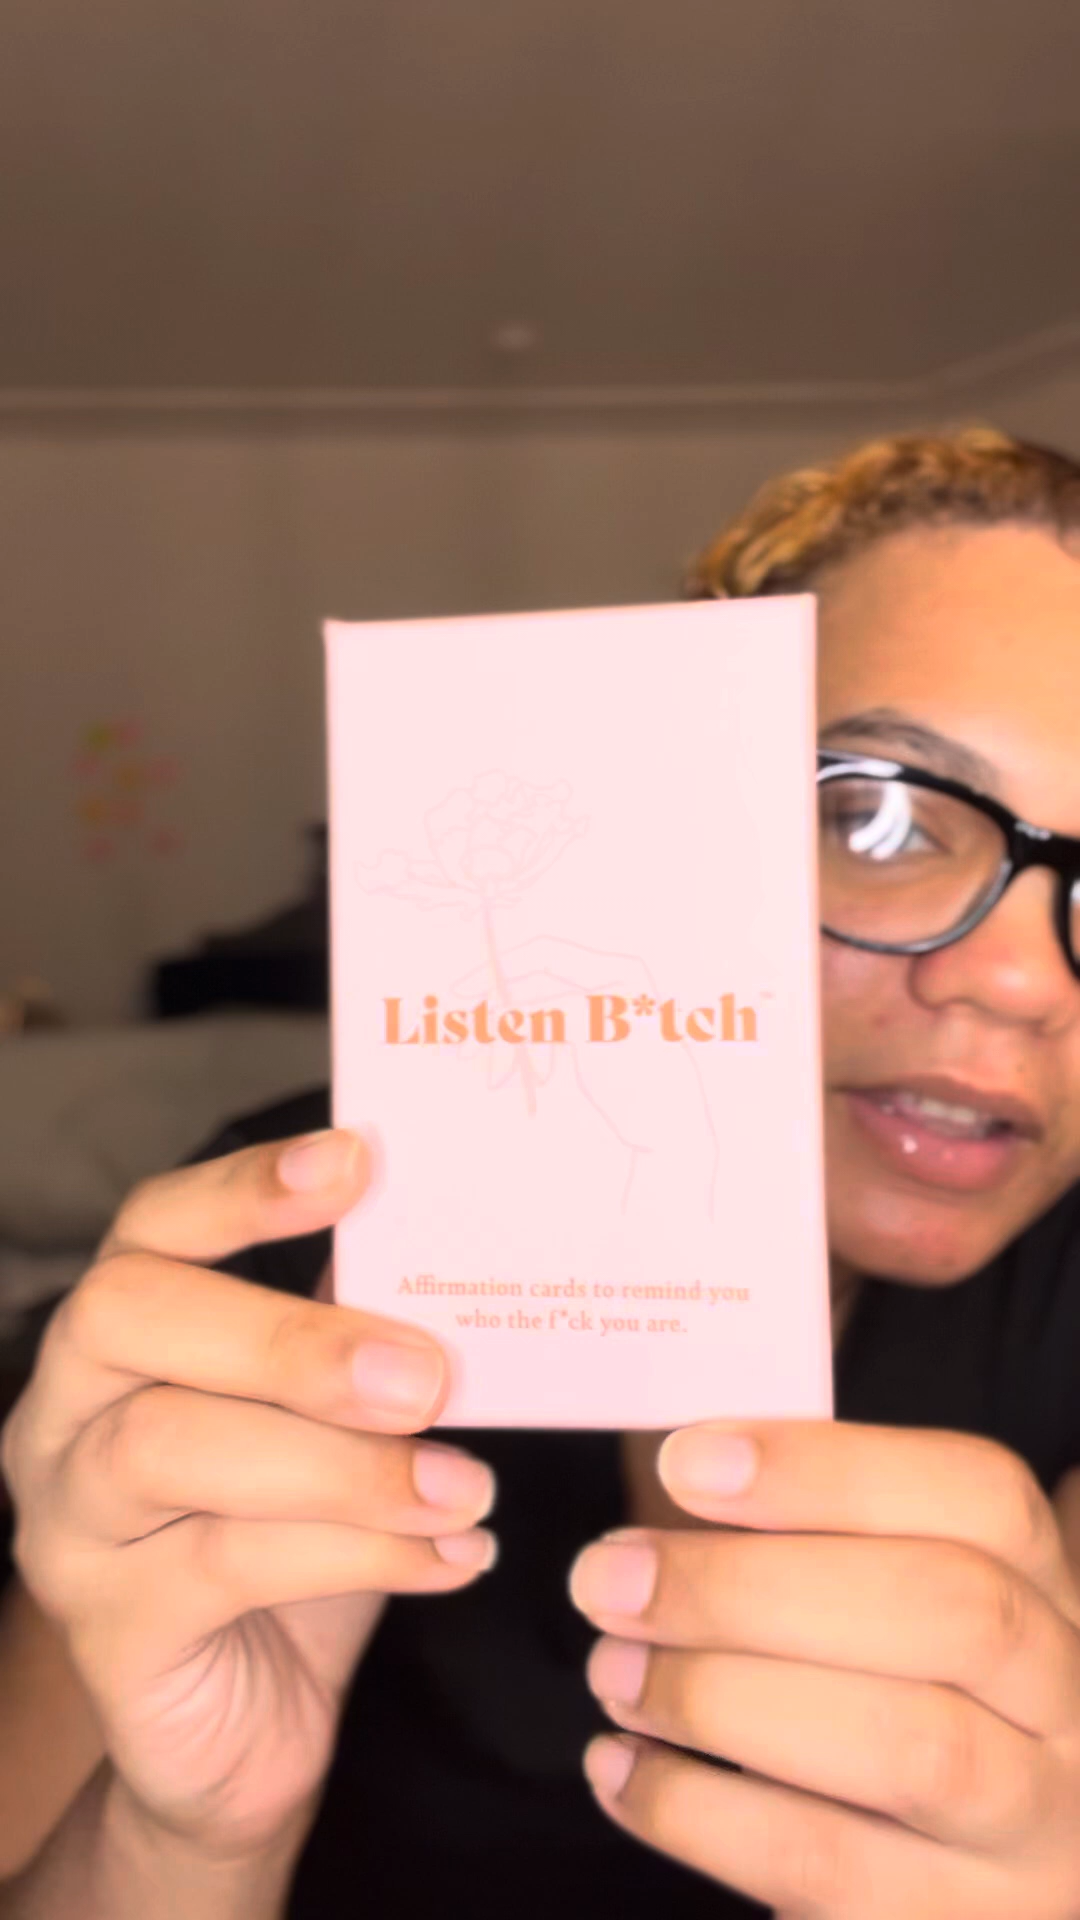 Listen B*tch™
Affirmation cards to remind you
who the f*ck you are.